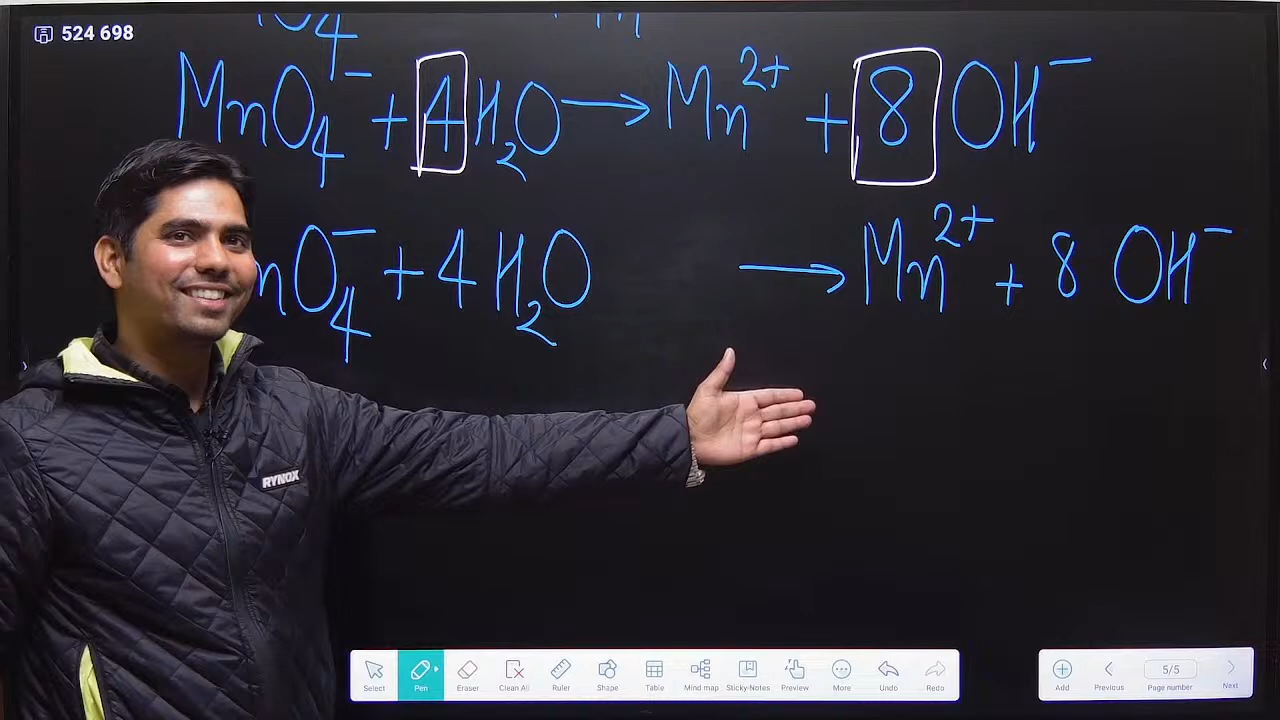 524 698
MnO₄⁻ + 4 H₂O → Mn²⁺ + 8 OH⁻
nO₄⁻ + 4 H₂O → Mn²⁺ + 8 OH⁻
RYNOX
Select Pen Eraser Clean All Ruler Shape Table Mind map Sticky-Notes Preview More Undo Redo
Add Previous 5/5 Page number Next